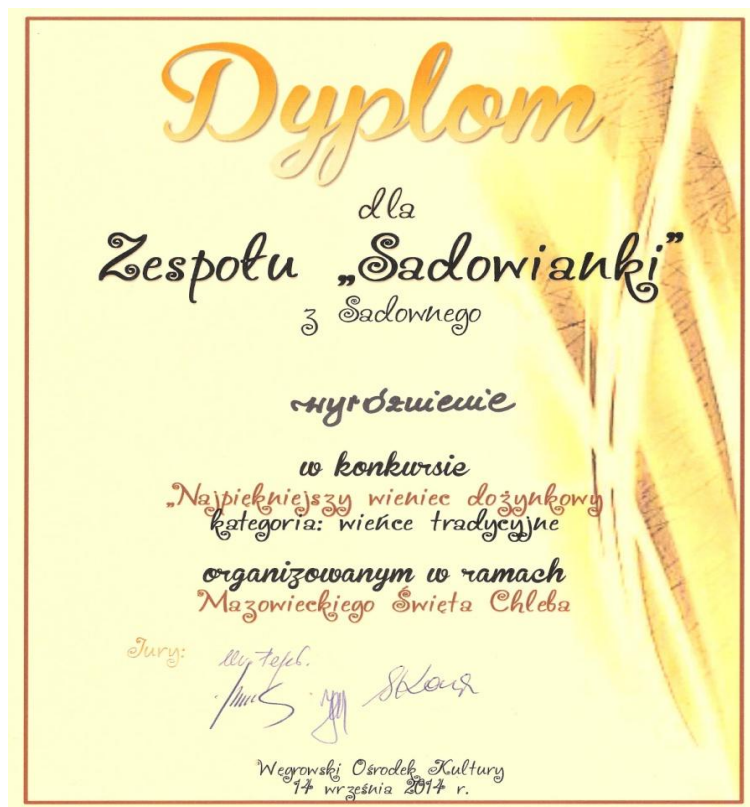 Dyplom
dla
Zespołu „Sadowianki”
z Sadownego
wyróżnienie
w konkursie
„Najpiękniejszy wieniec dożynkowy
kategoria: wieńce tradycyjne
organizowanym w ramach
Mazowieckiego Święta Chleba
Jury:
Węgrowski Ośrodek Kultury
14 września 2014 r.